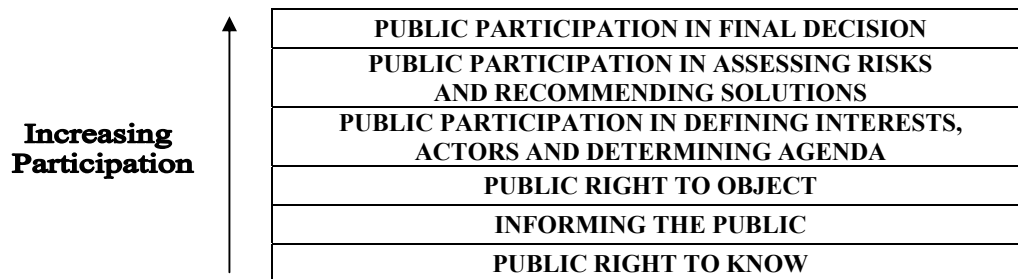 PUBLIC PARTICIPATION IN FINAL DECISION
PUBLIC PARTICIPATION IN ASSESSING RISKS
AND RECOMMENDING SOLUTIONS
PUBLIC PARTICIPATION IN DEFINING INTERESTS,
ACTORS AND DETERMINING AGENDA
PUBLIC RIGHT TO OBJECT
INFORMING THE PUBLIC
PUBLIC RIGHT TO KNOW
Increasing
Participation